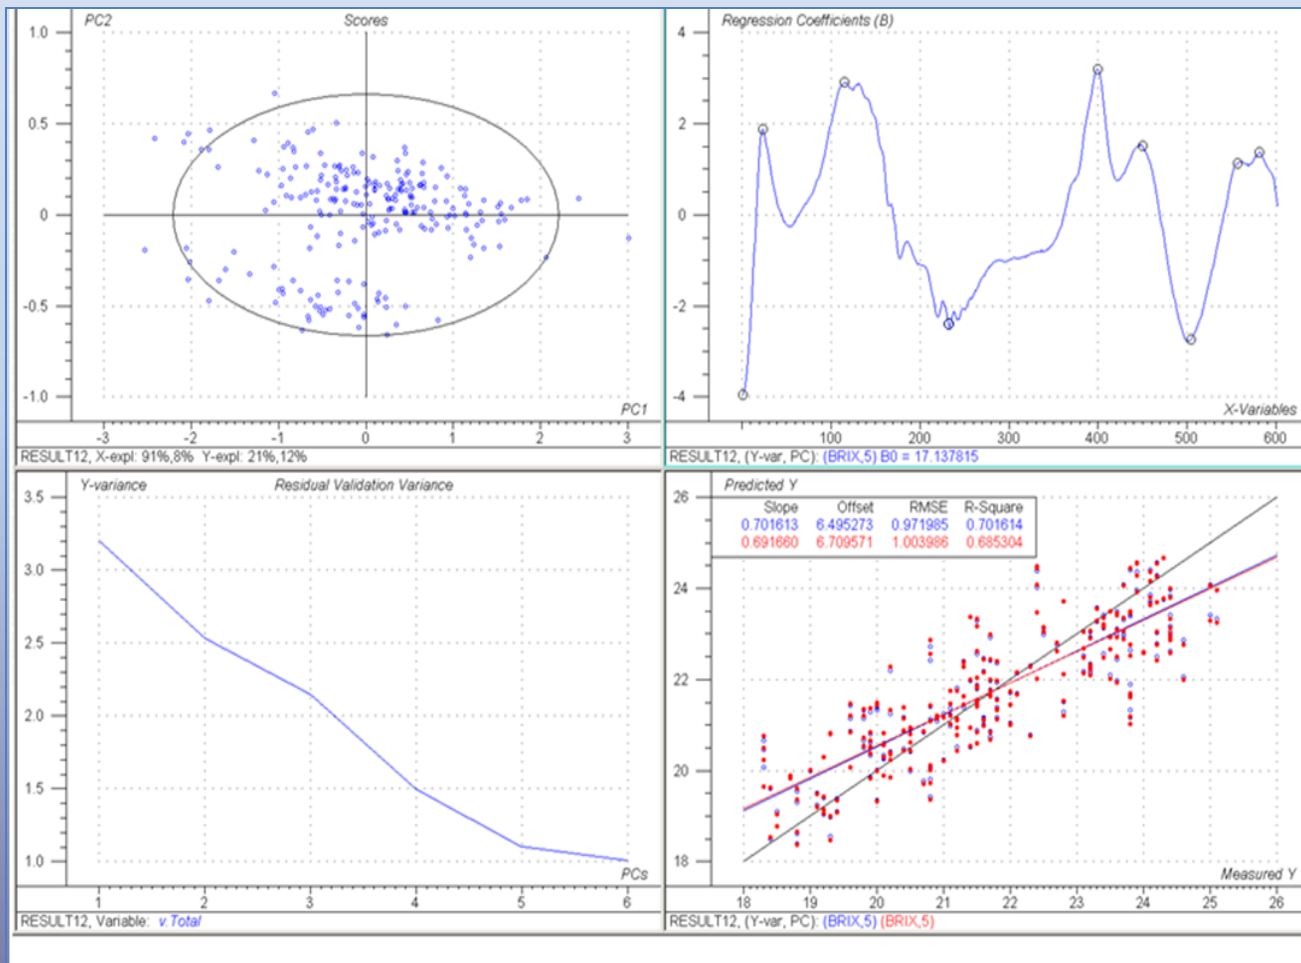 PC2 Scores
1.0
0.5
0
-0.5
-1.0
PC1
-3 -2 -1 0 1 2 3
RESULT12, X-expl: 91%,8% Y-expl: 21%,12%
Regression Coefficients (B)
4
2
0
-2
-4
X-Variables
100 200 300 400 500 600
RESULT12, (Y-var, PC): (BRIX,5) B0 = 17.137815
Y-variance Residual Validation Variance
3.5
3.0
2.5
2.0
1.5
1.0
PCs
1 2 3 4 5 6
RESULT12, Variable: v.Total
Predicted Y
26
Slope Offset RMSE R-Square
0.701613 6.495273 0.971985 0.701614
0.691660 6.709571 1.003986 0.685304
24
22
20
18
Measured Y
18 19 20 21 22 23 24 25 26
RESULT12, (Y-var, PC): (BRIX,5) (BRIX,5)